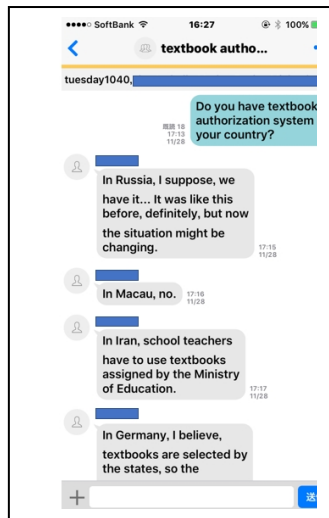 SoftBank 16:27 100%
textbook autho...
tuesday1040,
Do you have textbook
authorization system
your country?
既読 18
17:13
11/28
In Russia, I suppose, we
have it... It was like this
before, definitely, but now
the situation might be
changing.
17:15
11/28
In Macau, no.
17:16
11/28
In Iran, school teachers
have to use textbooks
assigned by the Ministry
of Education.
17:17
11/28
In Germany, I believe,
textbooks are selected by
the states, so the